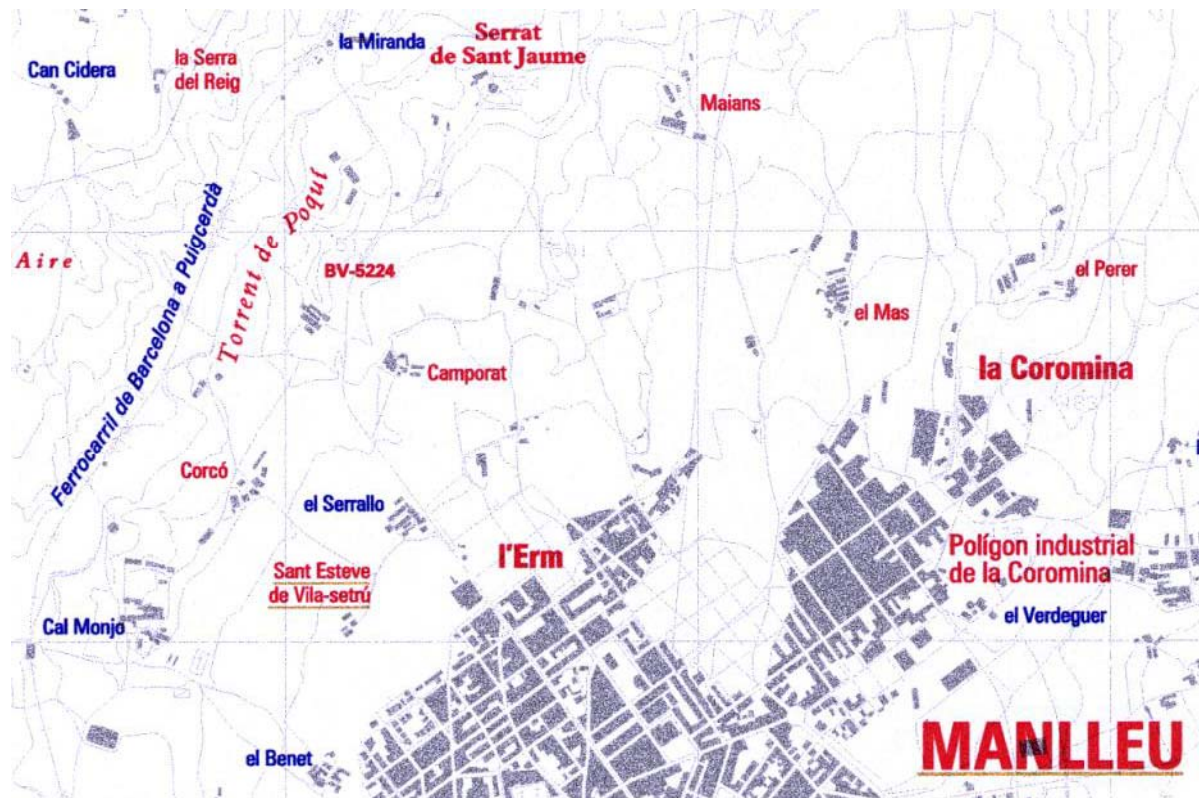 Serrat
de Sant Jaume
la Miranda
la Serra
del Reig
Can Cidera
Maians
Ferrocarril de Barcelona a Puigcerdà
Torrent de Poquí
Aire
BV-5224
el Perer
el Mas
la Coromina
Camporat
Corcó
el Serrallo
l'Erm
Polígon industrial
de la Coromina
Sant Esteve
de Vila-setrú
el Verdeguer
Cal Monjo
MANLLEU
el Benet